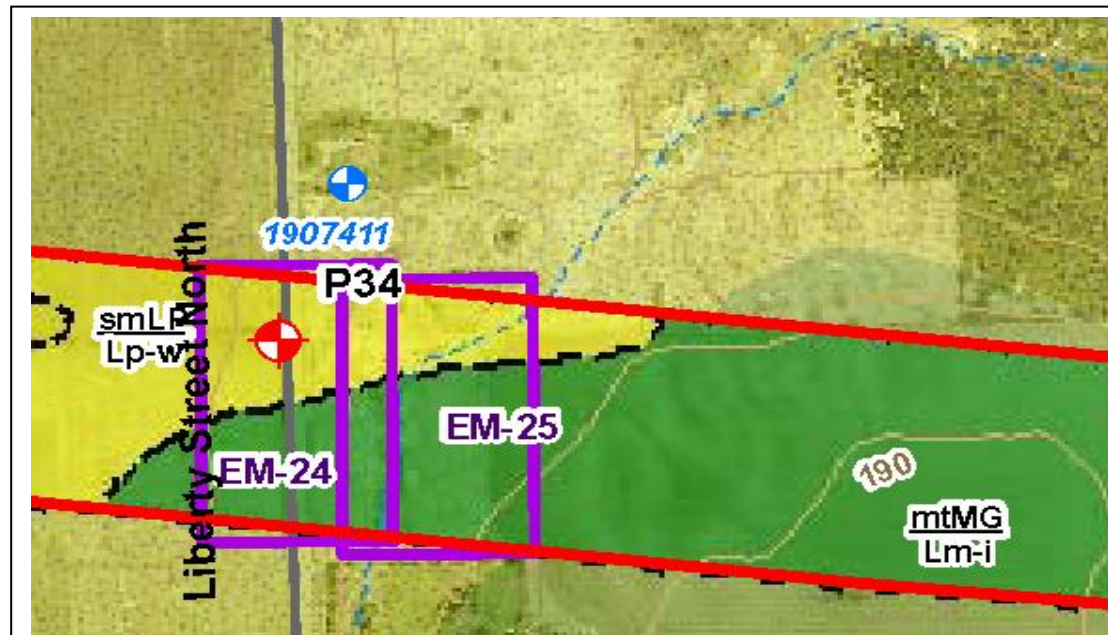 1907411
P34
smLP
Lp-w
Liberty Street North
EM-25
EM-24
190
mtMG
Lm-i